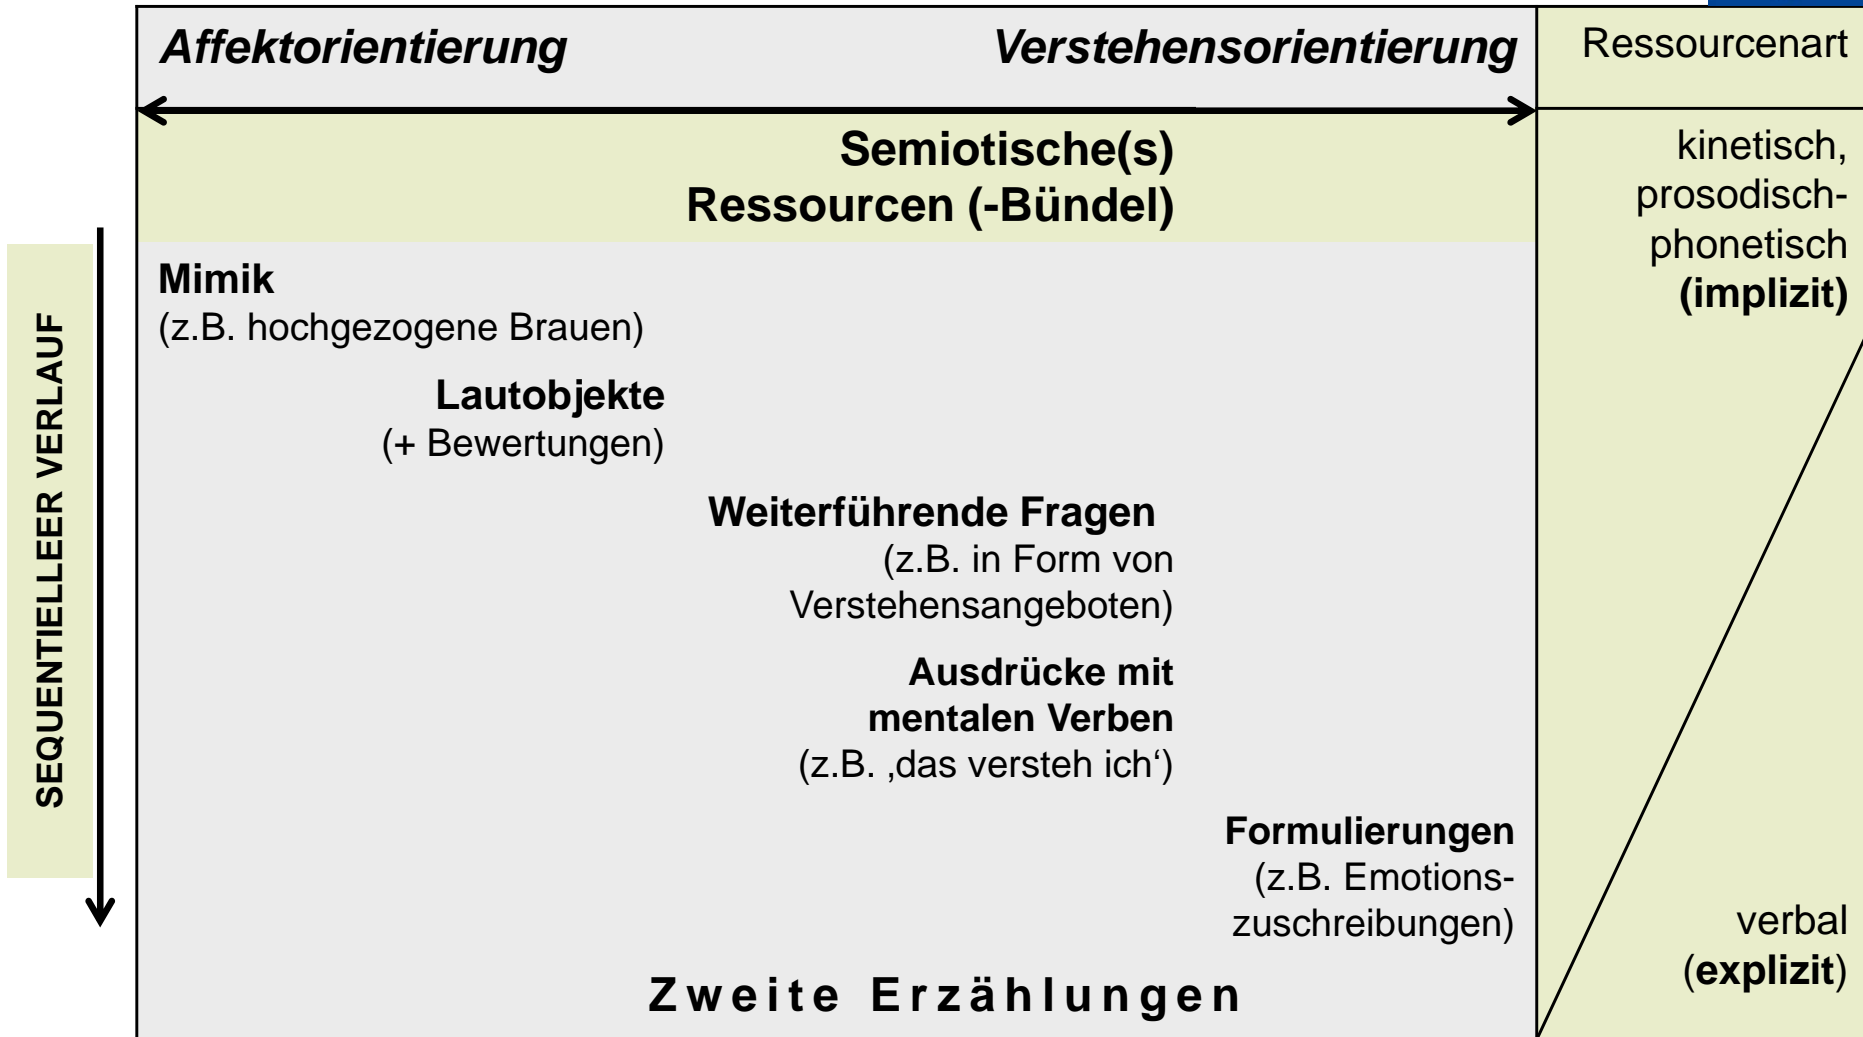 Affektorientierung
Verstehensorientierung
Ressourcenart
Semiotische(s)
Ressourcen (-Bündel)
kinetisch,
prosodisch-
phonetisch
(implizit)
SEQUENTIELLEER VERLAUF
Mimik
(z.B. hochgezogene Brauen)
Lautobjekte
(+ Bewertungen)
Weiterführende Fragen
(z.B. in Form von
Verstehensangeboten)
Ausdrücke mit
mentalen Verben
(z.B. ‚das versteh ich‘)
Formulierungen
(z.B. Emotions-
zuschreibungen)
verbal
(explizit)
Zweite Erzählungen